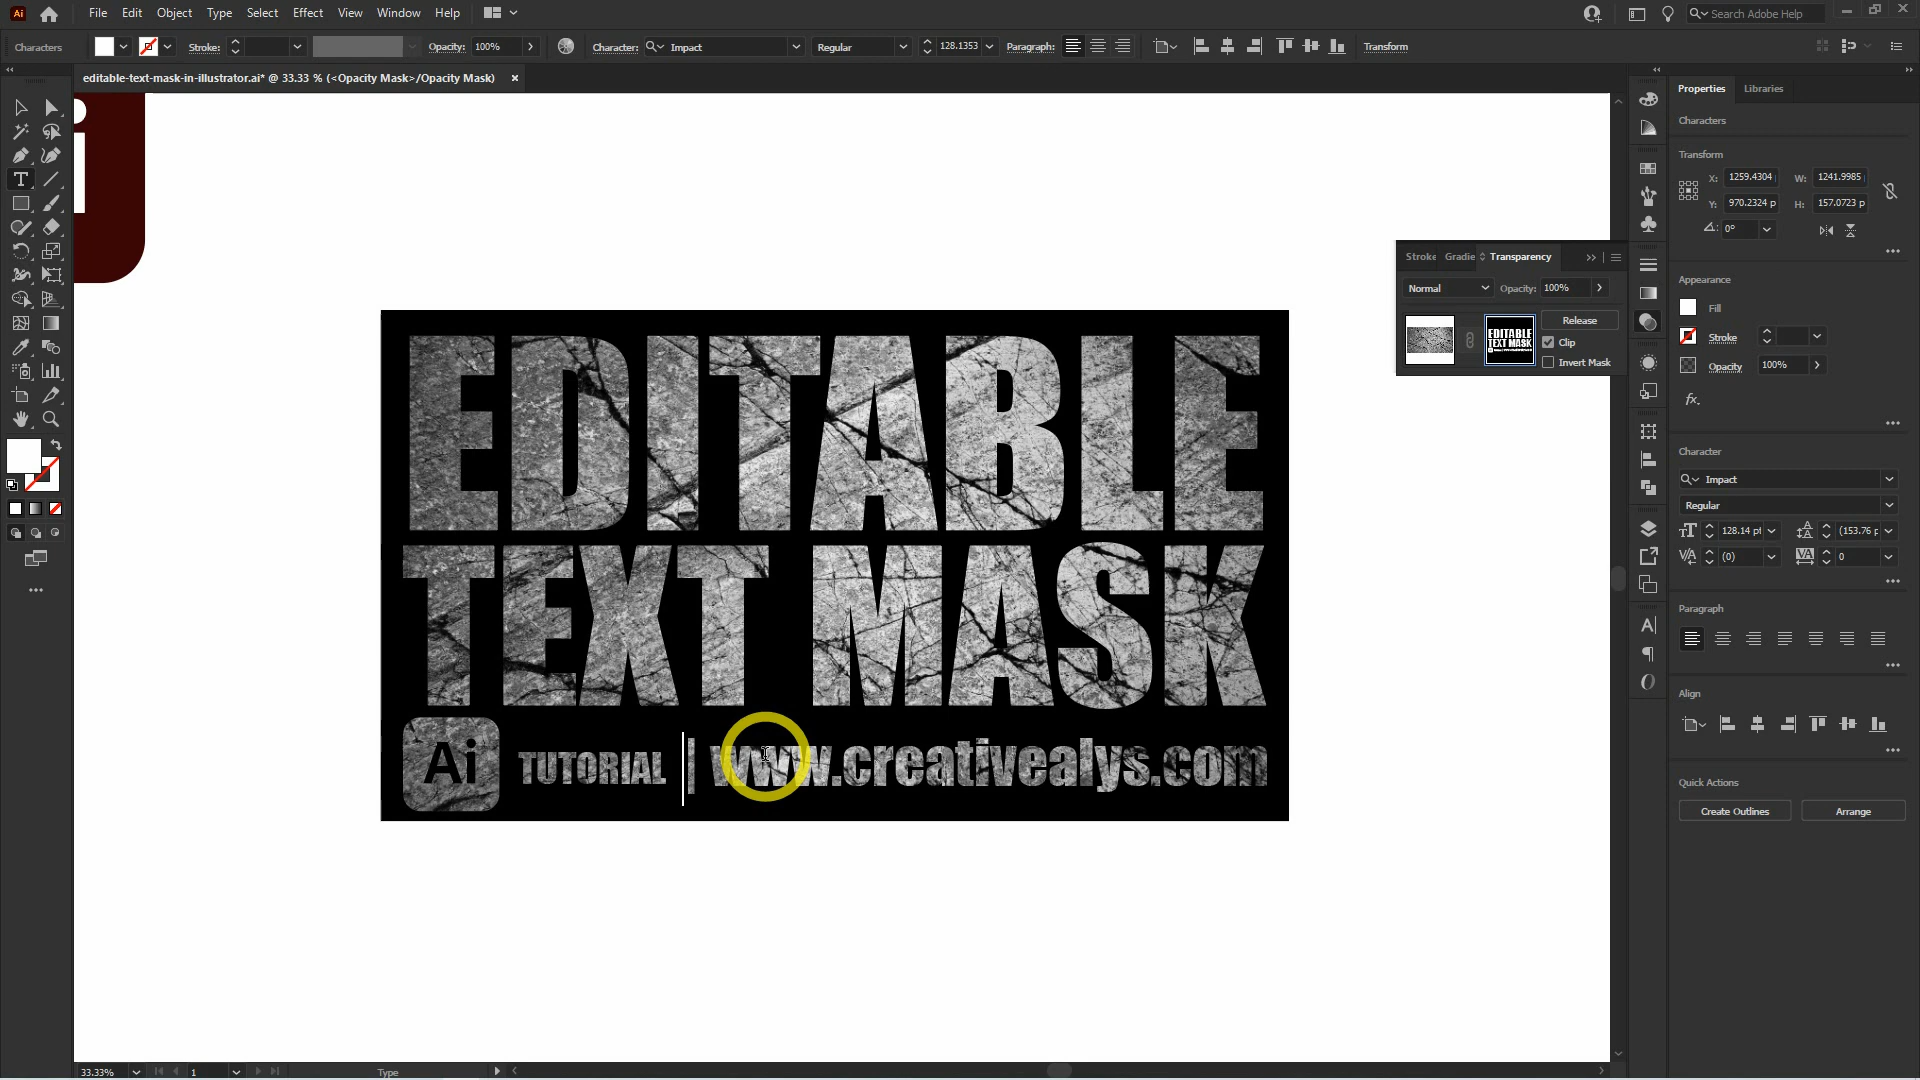 Ai File Edit Object Type Select Effect View Window Help Search Adobe Help
Characters Stroke: Opacity: 100% Character: Impact Regular 128.1353 Paragraph: Transform
editable-text-mask-in-illustrator.ai* @ 33.33 % (<Opacity Mask>/Opacity Mask) ×
i
EDITABLE
TEXT MASK
Ai TUTORIAL | www.creativealys.com
Stroke Gradie Transparency
Normal Opacity: 100%
EDITABLE
TEXT MASK
Release
Clip
Invert Mask
Properties Libraries
Characters
Transform
X: 1259.4304 W: 1241.9985
Y: 970.2324 p H: 157.0723 p
0°
Appearance
Fill
Stroke
Opacity 100%
fx.
Character
Impact
Regular
128.14 pt (153.76 p
(0) 0
Paragraph
Align
Quick Actions
Create Outlines Arrange
33.33% 1 Type